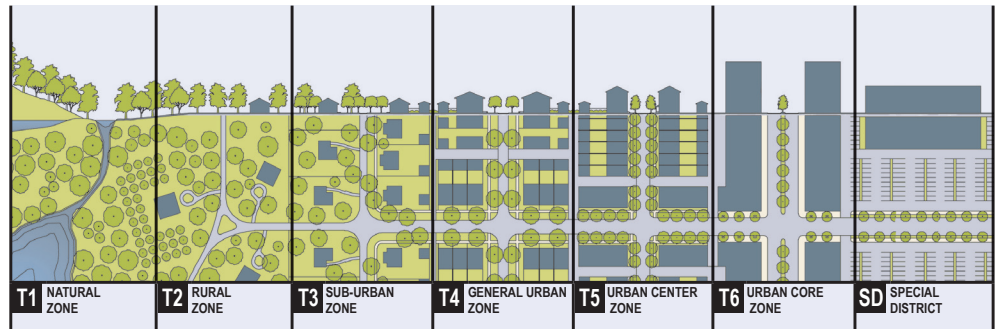 T1 NATURAL
ZONE
T2 RURAL
ZONE
T3 SUB-URBAN
ZONE
T4 GENERAL URBAN
ZONE
T5 URBAN CENTER
ZONE
T6 URBAN CORE
ZONE
SD SPECIAL
DISTRICT